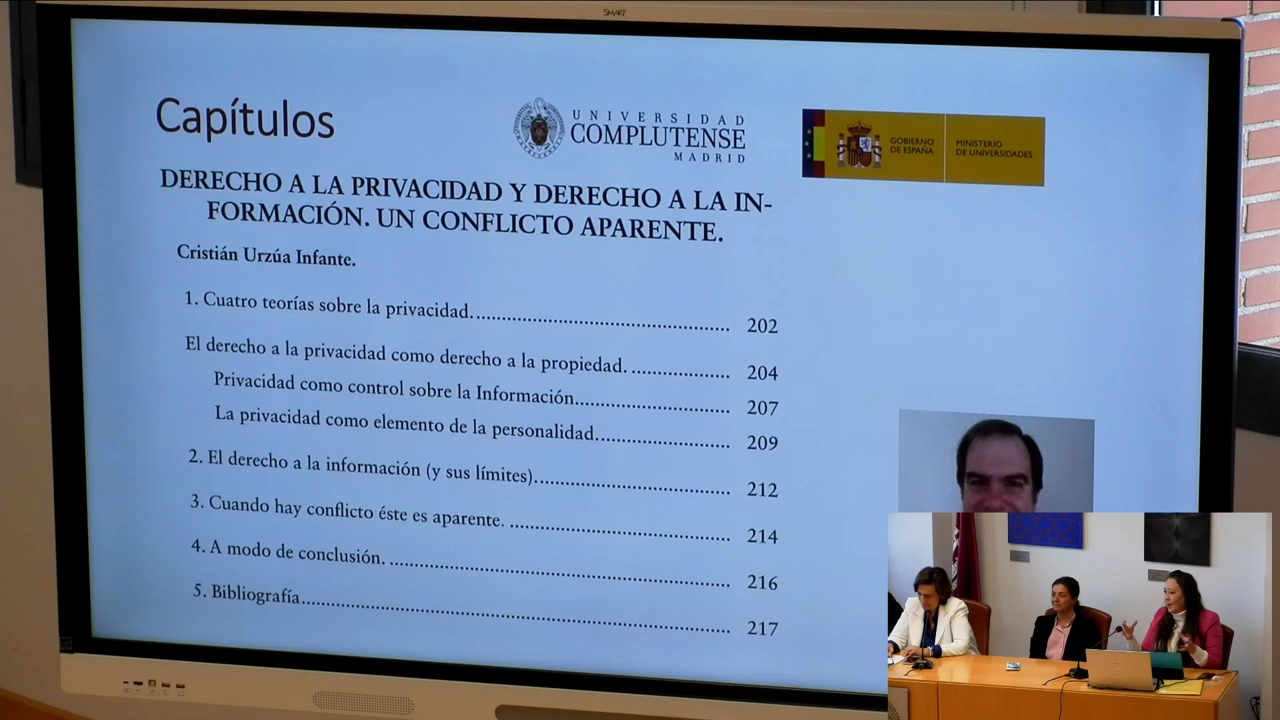 SMART
Capítulos
UNIVERSIDAD
COMPLUTENSE
MADRID
GOBIERNO
DE ESPAÑA
MINISTERIO
DE UNIVERSIDADES
DERECHO A LA PRIVACIDAD Y DERECHO A LA IN-
FORMACIÓN. UN CONFLICTO APARENTE.
Cristián Urzúa Infante.
1. Cuatro teorías sobre la privacidad. 202
El derecho a la privacidad como derecho a la propiedad. 204
Privacidad como control sobre la Información 207
La privacidad como elemento de la personalidad. 209
2. El derecho a la información (y sus límites) 212
3. Cuando hay conflicto éste es aparente. 214
4. A modo de conclusión. 216
5. Bibliografía 217